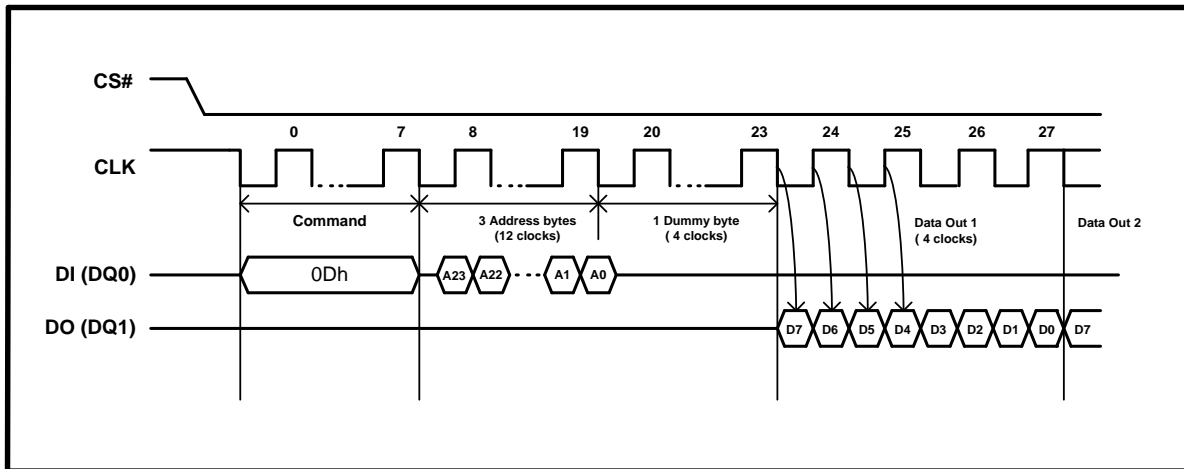 CS#
0 7 8 19 20 23 24 25 26 27
CLK
Command
3 Address bytes
(12 clocks)
1 Dummy byte
( 4 clocks)
Data Out 1
( 4 clocks)
Data Out 2
DI (DQ0)
0Dh A23 A22 A1 A0
DO (DQ1)
D7 D6 D5 D4 D3 D2 D1 D0 D7